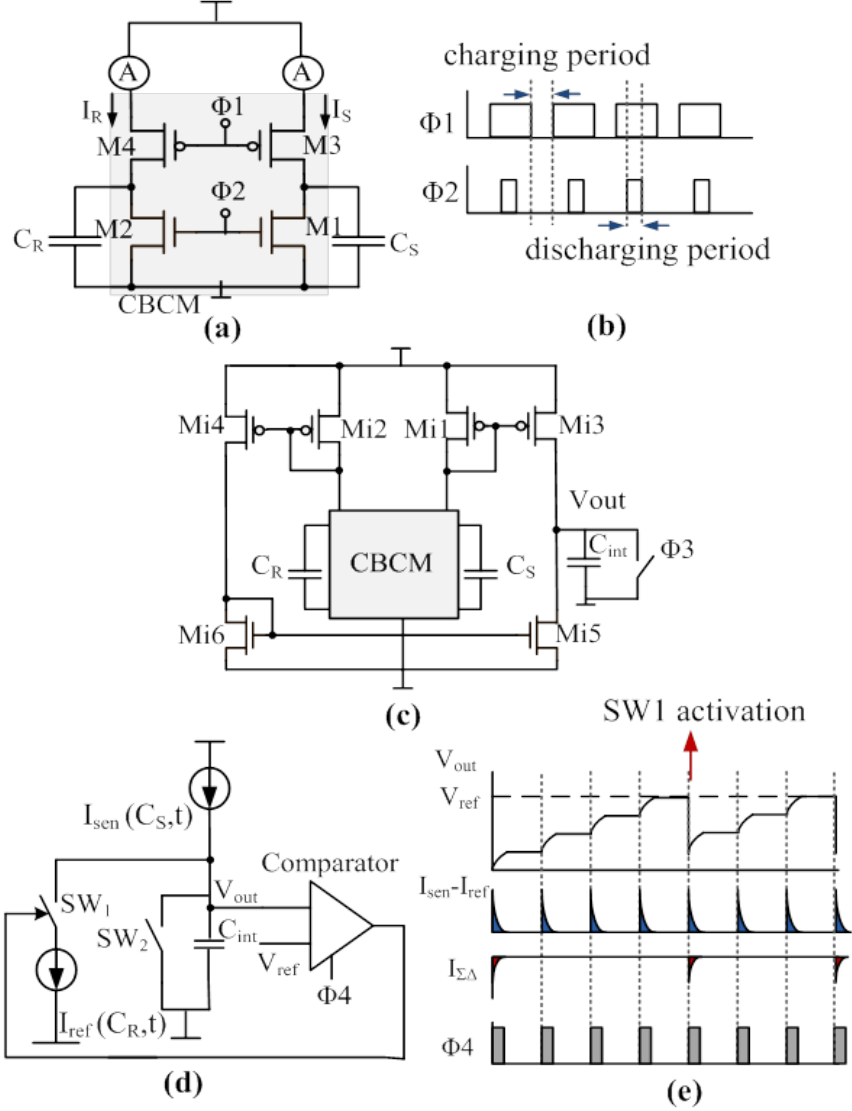 A A
I_R Φ1 I_S
M4 M3
Φ2
M2 M1
C_R C_S
CBCM
(a)
charging period
Φ1
Φ2
discharging period
(b)
Mi4 Mi2 Mi1 Mi3
Vout
C_R CBCM C_S C_int Φ3
Mi6 Mi5
(c)
I_sen (C_S,t)
Comparator
SW_1 V_out
SW_2 C_int
V_ref
Φ4
I_ref (C_R,t)
(d)
SW1 activation
V_out
V_ref
I_sen-I_ref
I_ΣΔ
Φ4
(e)